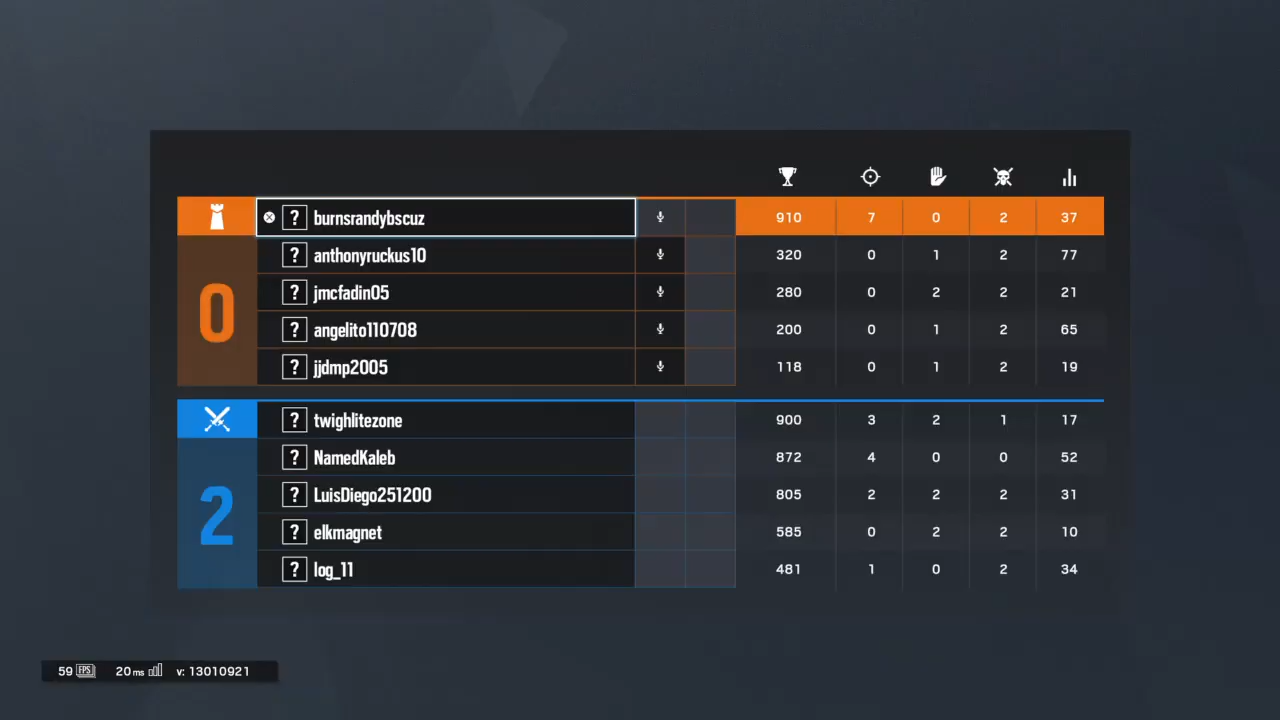 ? burnsrandybscuz 910 7 0 2 37
? anthonyruckus10 320 0 1 2 77
0
? jmcfadin05 280 0 2 2 21
? angelito110708 200 0 1 2 65
? jjdmp2005 118 0 1 2 19
? twighlitezone 900 3 2 1 17
? NamedKaleb 872 4 0 0 52
2
? LuisDiego251200 805 2 2 2 31
? elkmagnet 585 0 2 2 10
? log_11 481 1 0 2 34
59 FPS 20 ms v: 13010921